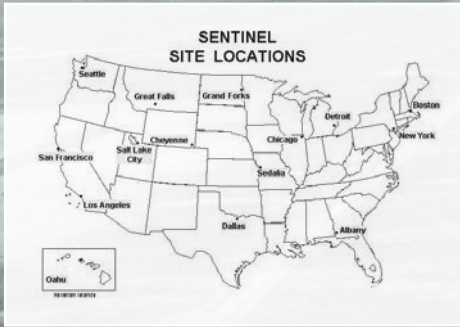 SENTINEL
SITE LOCATIONS
Seattle
Great Falls
Grand Forks
Boston
Detroit
New York
Chicago
Cheyenne
Salt Lake
City
San Francisco
Sedalia
Los Angeles
Dallas
Albany
Oahu